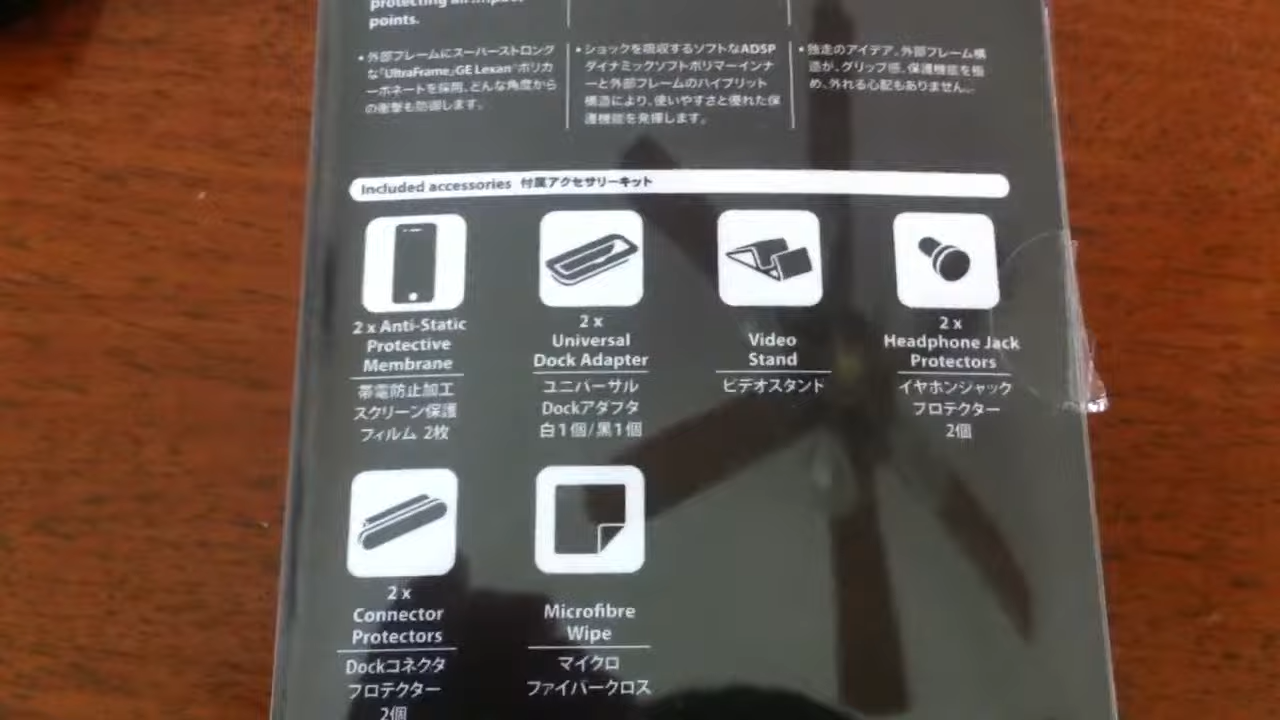 protecting all impact
points.
• 外部フレームにスーパーストロング
な「UltraFrame」GE Lexan™ポリカ
ーボネートを採用、どんな角度から
の衝撃も防御します。
• ショックを吸収するソフトなADSP
ダイナミックソフトポリマーインナ
ーと外部フレームのハイブリット
構造により、使いやすさと優れた保
護機能を発揮します。
• 独走のアイデア。外部フレーム構
造が、グリップ感、保護機能を極
め、外れる心配もありません。
Included accessories 付属アクセサリーキット
2 x Anti-Static
Protective
Membrane
帯電防止加工
スクリーン保護
フィルム 2枚
2 x
Universal
Dock Adapter
ユニバーサル
Dockアダプタ
白1個/黒1個
Video
Stand
ビデオスタンド
2 x
Headphone Jack
Protectors
イヤホンジャック
プロテクター
2個
2 x
Connector
Protectors
Dockコネクタ
プロテクター
2個
Microfibre
Wipe
マイクロ
ファイバークロス